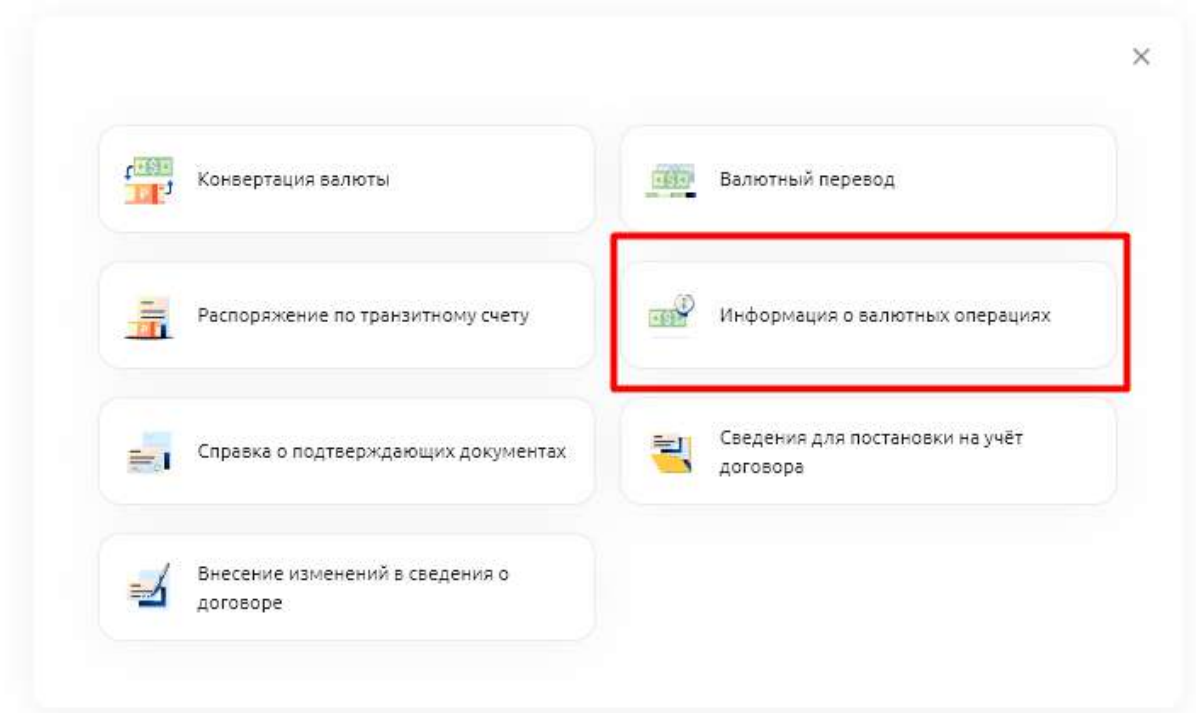 Конвертация валюты
Валютный перевод
Распоряжение по транзитному счету
Информация о валютных операциях
Справка о подтверждающих документах
Сведения для постановки на учёт
договора
Внесение изменений в сведения о
договоре